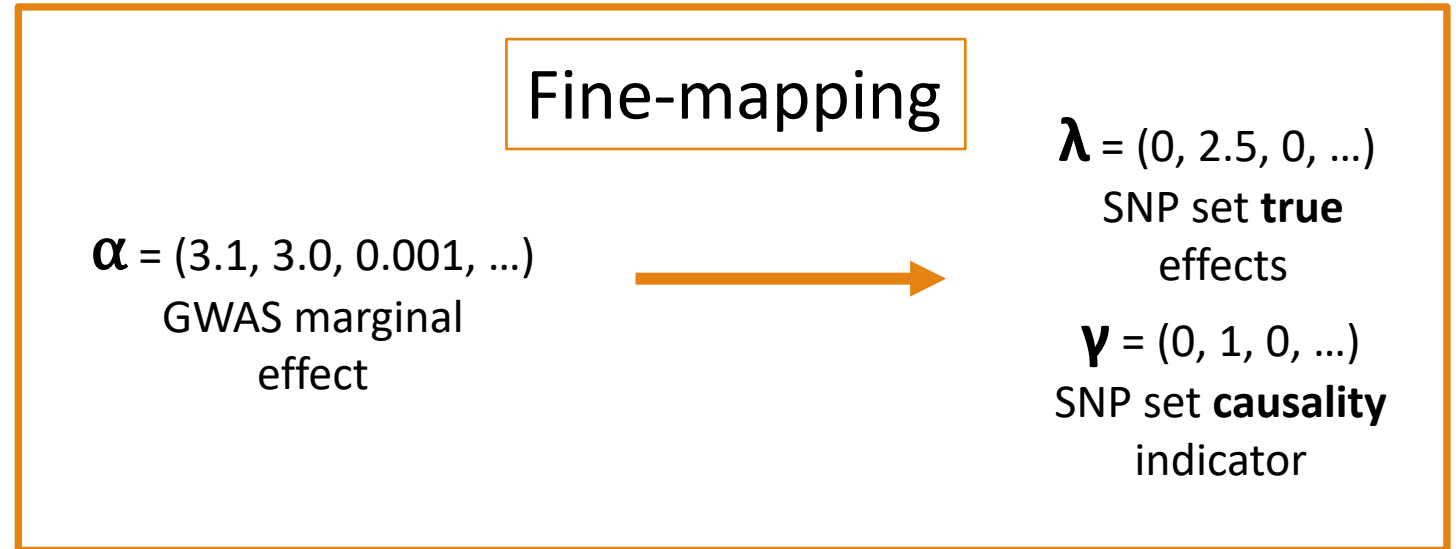 Fine-mapping
α = (3.1, 3.0, 0.001, …)
GWAS marginal
effect
λ = (0, 2.5, 0, …)
SNP set true
effects
γ = (0, 1, 0, …)
SNP set causality
indicator